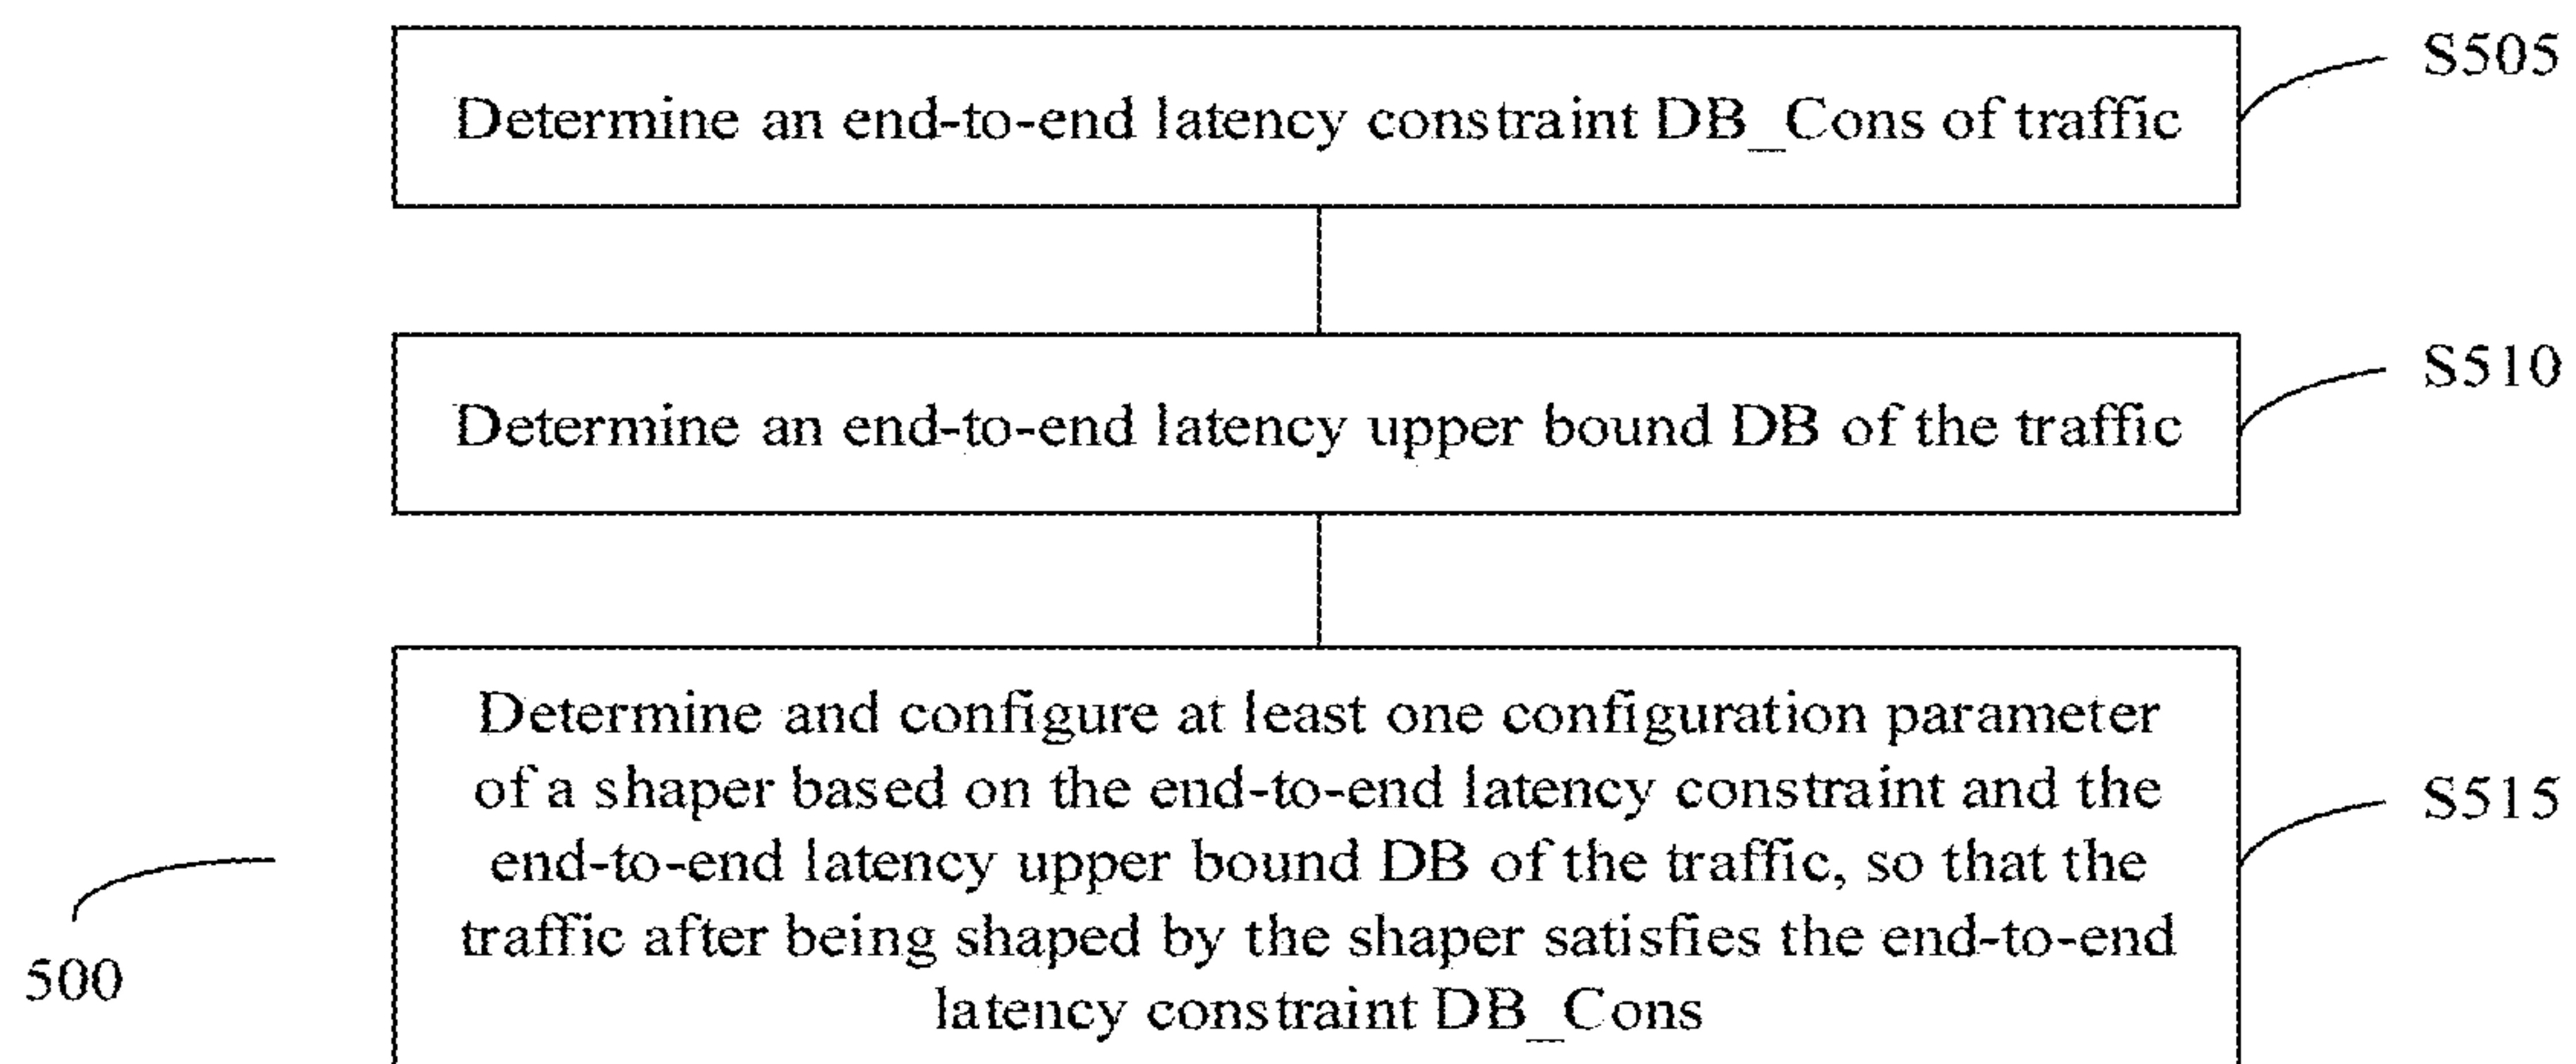 S505
Determine an end-to-end latency constraint DB_Cons of traffic
S510
Determine an end-to-end latency upper bound DB of the traffic
Determine and configure at least one configuration parameter
of a shaper based on the end-to-end latency constraint and the
S515
end-to-end latency upper bound DB of the traffic, so that the
traffic after being shaped by the shaper satisfies the end-to-end
500
latency constraint DB_Cons